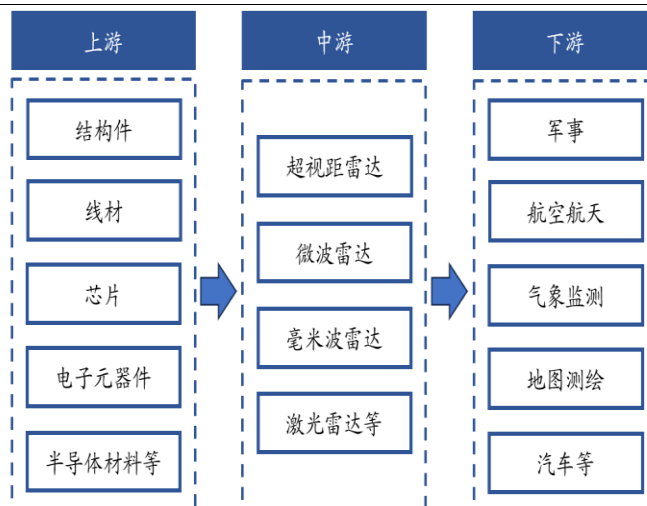 上游
结构件
线材
芯片
电子元器件
半导体材料等
中游
超视距雷达
微波雷达
毫米波雷达
激光雷达等
下游
军事
航空航天
气象监测
地图测绘
汽车等